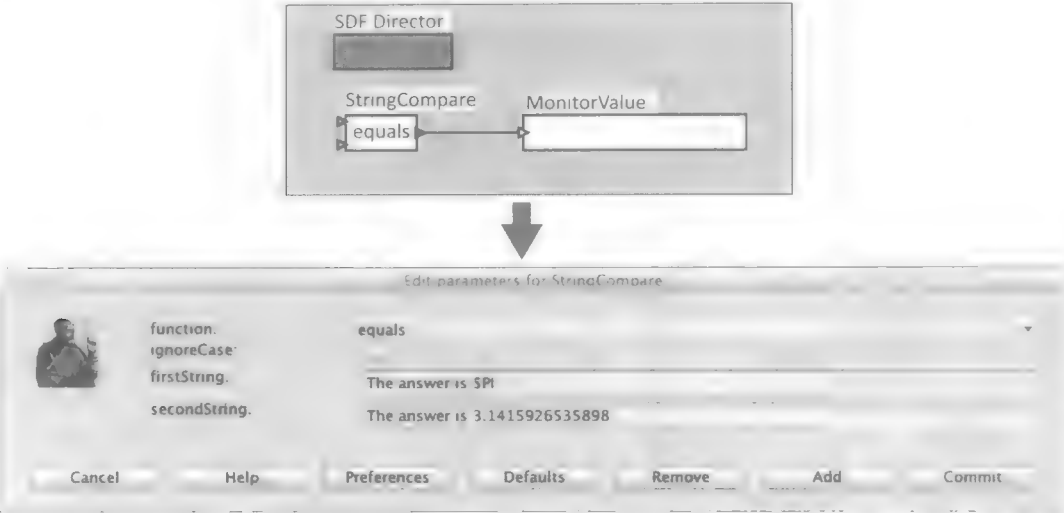 SDF Director
StringCompare
MonitorValue
equals
Edit parameters for StringCompare
function.
equals
ignoreCase:
firstString.
The answer is $PI
secondString.
The answer is 3.1415926535898
Cancel
Help
Preferences
Defaults
Remove
Add
Commit